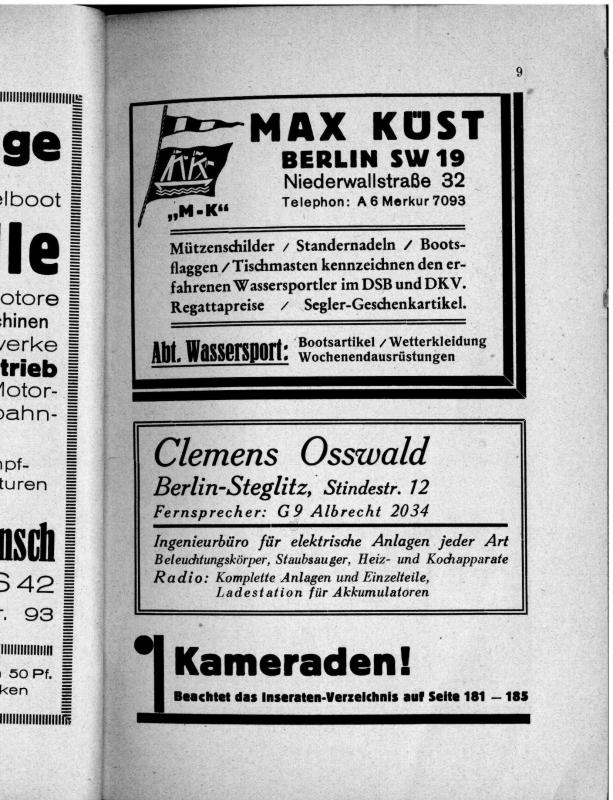 ge
elboot
lle
otore
chinen
werke
trieb
Motor-
bahn-
mpf-
turen
nsch
S 42
r. 93
50 Pf.
ken
9
MAX KÜST
BERLIN SW 19
Niederwallstraße 32
Telephon: A 6 Merkur 7093
MK
„M-K“
Mützenschilder / Standernadeln / Boots-
flaggen / Tischmasten kennzeichnen den er-
fahrenen Wassersportler im DSB und DKV.
Regattapreise / Segler-Geschenkartikel.
Abt. Wassersport: Bootsartikel / Wetterkleidung
Wochenendausrüstungen
Clemens Osswald
Berlin-Steglitz, Stindestr. 12
Fernsprecher: G 9 Albrecht 2034
Ingenieurbüro für elektrische Anlagen jeder Art
Beleuchtungskörper, Staubsauger, Heiz- und Kochapparate
Radio: Komplette Anlagen und Einzelteile,
Ladestation für Akkumulatoren
Kameraden!
Beachtet das Inseraten-Verzeichnis auf Seite 181 — 185